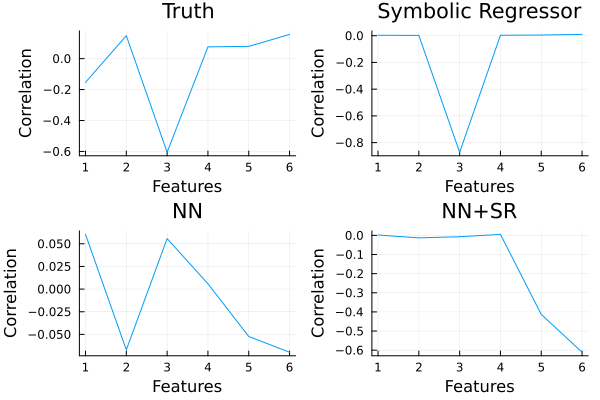 Truth
Correlation
0.0
−0.2
−0.4
−0.6
1 2 3 4 5 6
Features
Symbolic Regressor
Correlation
0.0
−0.2
−0.4
−0.6
−0.8
1 2 3 4 5 6
Features
NN
Correlation
0.050
0.025
0.000
−0.025
−0.050
1 2 3 4 5 6
Features
NN+SR
Correlation
0.0
−0.1
−0.2
−0.3
−0.4
−0.5
−0.6
1 2 3 4 5 6
Features